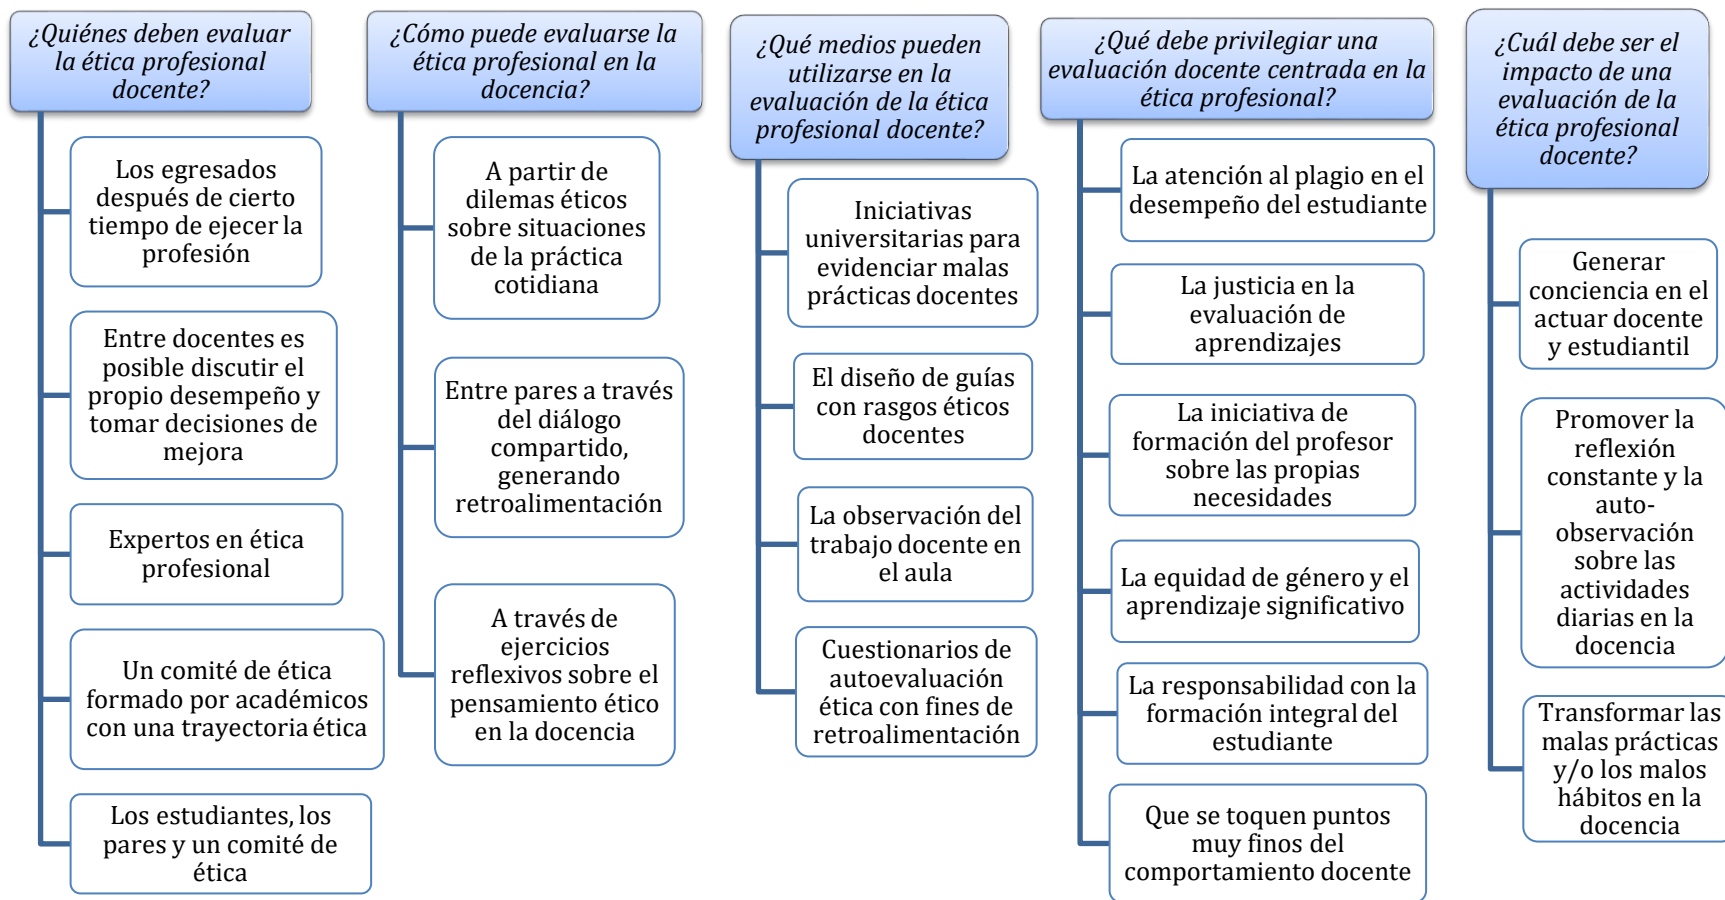 ¿Quiénes deben evaluar
la ética profesional
docente?
Los egresados
después de cierto
tiempo de ejecer la
profesión
Entre docentes es
posible discutir el
propio desempeño y
tomar decisiones de
mejora
Expertos en ética
profesional
Un comité de ética
formado por académicos
con una trayectoria ética
Los estudiantes, los
pares y un comité de
ética
¿Cómo puede evaluarse la
ética profesional en la
docencia?
A partir de
dilemas éticos
sobre situaciones
de la práctica
cotidiana
Entre pares a través
del diálogo
compartido,
generando
retroalimentación
A través de
ejercicios
reflexivos sobre el
pensamiento ético
en la docencia
¿Qué medios pueden
utilizarse en la
evaluación de la ética
profesional docente?
Iniciativas
universitarias para
evidenciar malas
prácticas docentes
El diseño de guías
con rasgos éticos
docentes
La observación del
trabajo docente en
el aula
Cuestionarios de
autoevaluación
ética con fines de
retroalimentación
¿Qué debe privilegiar una
evaluación docente centrada en la
ética profesional?
La atención al plagio en el
desempeño del estudiante
La justicia en la
evaluación de
aprendizajes
La iniciativa de
formación del profesor
sobre las propias
necesidades
La equidad de género y el
aprendizaje significativo
La responsabilidad con la
formación integral del
estudiante
Que se toquen puntos
muy finos del
comportamiento docente
¿Cuál debe ser el
impacto de una
evaluación de la
ética profesional
docente?
Generar
conciencia en el
actuar docente
y estudiantil
Promover la
reflexión
constante y la
auto-
observación
sobre las
actividades
diarias en la
docencia
Transformar las
malas prácticas
y/o los malos
hábitos en la
docencia